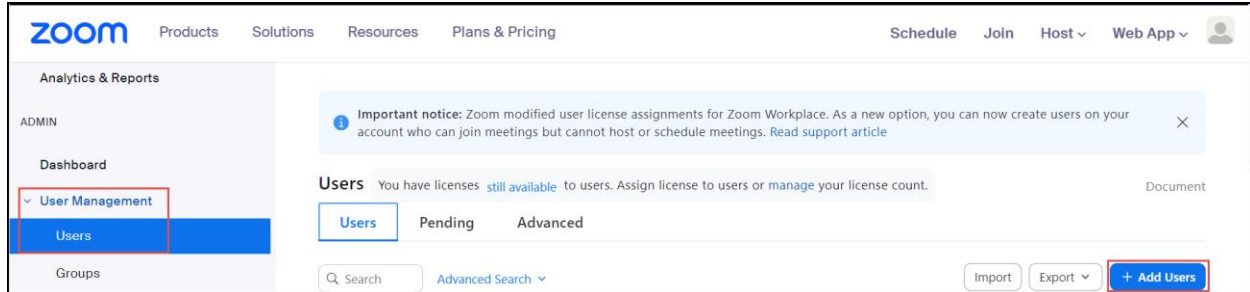 zoom Products Solutions Resources Plans & Pricing Schedule Join Host Web App
Analytics & Reports
ADMIN
Dashboard
User Management
Users
Groups
Important notice: Zoom modified user license assignments for Zoom Workplace. As a new option, you can now create users on your
account who can join meetings but cannot host or schedule meetings. Read support article
Users You have licenses still available to users. Assign license to users or manage your license count. Document
Users Pending Advanced
Search Advanced Search Import Export + Add Users